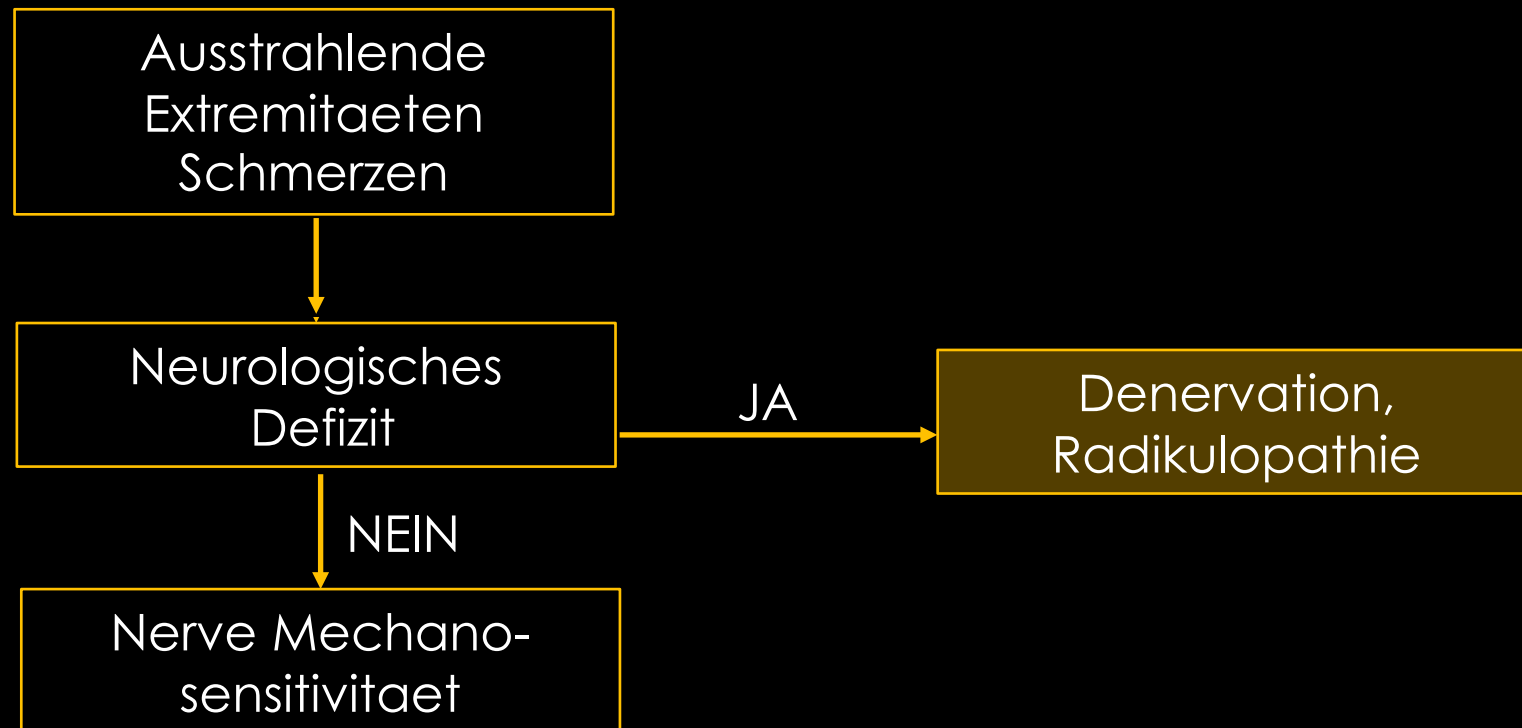 Ausstrahlende
Extremitaeten
Schmerzen
Neurologisches
Defizit
JA
Denervation,
Radikulopathie
NEIN
Nerve Mechano-
sensitivitaet